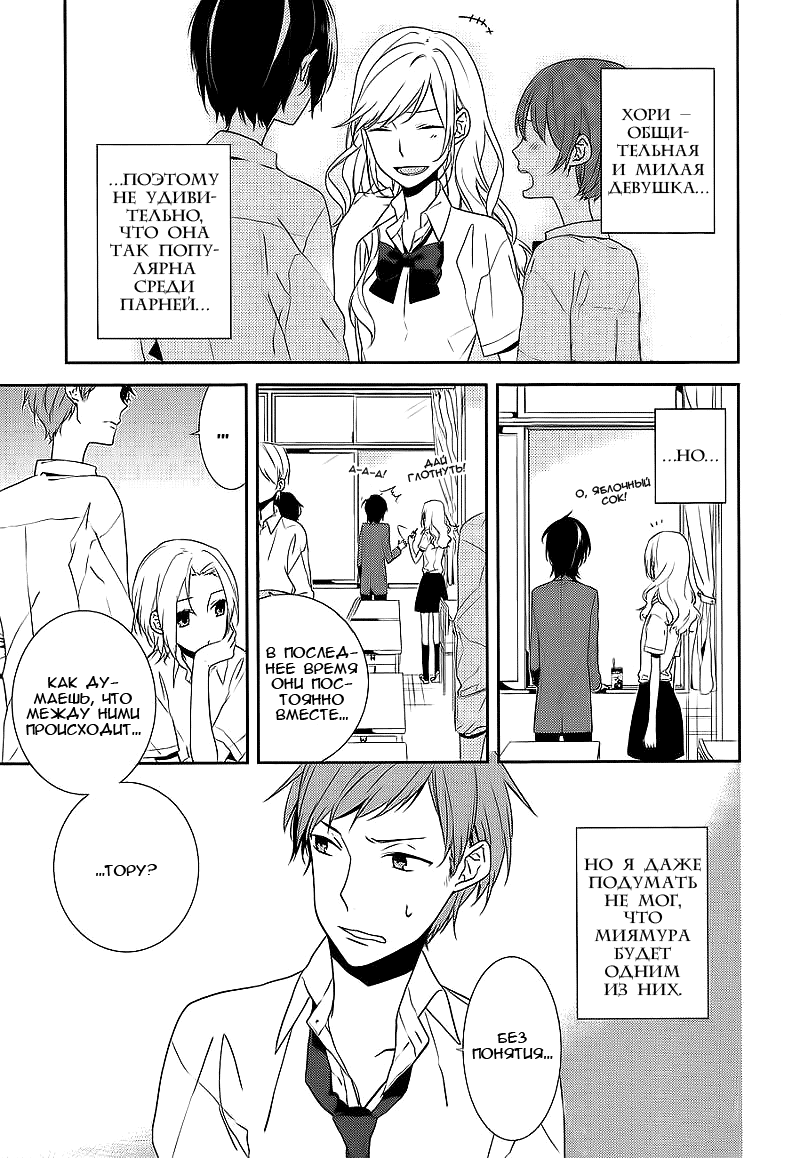 ХОРИ –
ОБЩИ-
ТЕЛЬНАЯ
И МИЛАЯ
ДЕВУШКА...
...ПОЭТОМУ
НЕ УДИВИ-
ТЕЛЬНО,
ЧТО ОНА
ТАК ПОПУ-
ЛЯРНА
СРЕДИ
ПАРНЕЙ...
...НО...
О, ЯБЛОЧНЫЙ
СОК!
ДАЙ
ГЛОТНУТЬ!
А-А-А!
В ПОСЛЕД-
НЕЕ ВРЕМЯ
ОНИ ПОС-
ТОЯННО
ВМЕСТЕ...
...
КАК ДУ-
МАЕШЬ, ЧТО
МЕЖДУ НИМИ
ПРОИСХОДИТ...
...ТОРУ?
НО Я ДАЖЕ
ПОДУМАТЬ
НЕ МОГ,
ЧТО
МИЯМУРА
БУДЕТ
ОДНИМ
ИЗ НИХ.
БЕЗ
ПОНЯТИЯ...